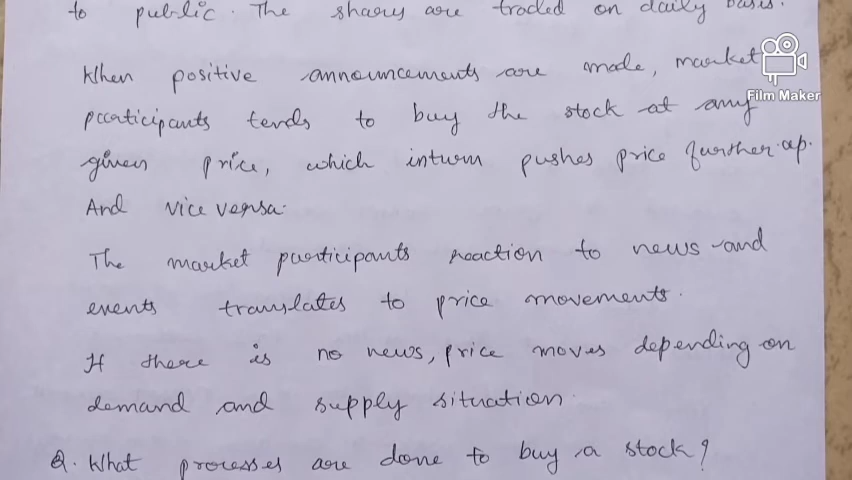 to public. The shares are traded on daily basis.
When positive announcements are made, market
participants tends to buy the stock at any
given price, which inturn pushes price further up.
And vice versa.
The market participants reaction to news and
events translates to price movements.
If there is no news, price moves depending on
demand and supply situation.
Q. What processes are done to buy a stock?
Film Maker